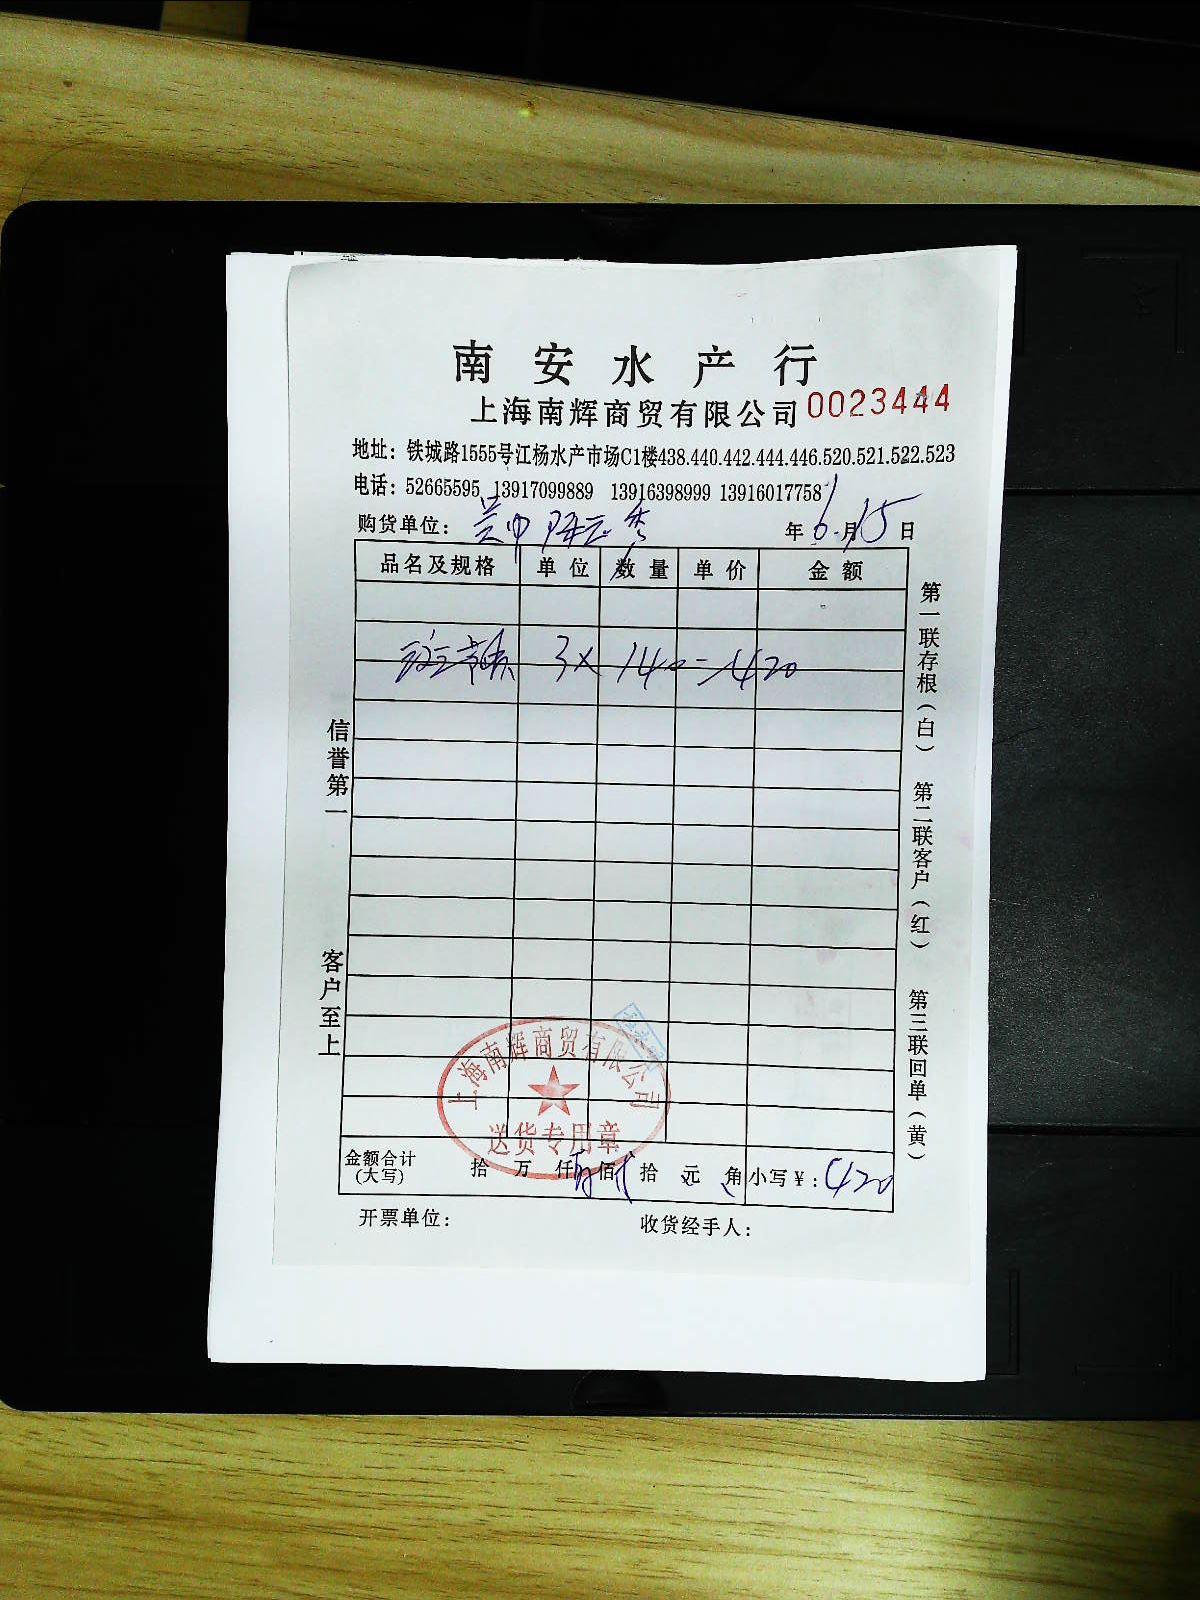 南安水产行
上海南辉商贸有限公司 0023444
地址：铁城路1555号江杨水产市场C1楼438.440.442.444.446.520.521.522.523
电话：52665595 13917099889 13916398999 13916017758
购货单位： 年 6 月 15 日
品名及规格 单位 数量 单价 金额
3× 140=420
信誉第一
客户至上
第一联存根（白）
第二联客户（红）
第三联回单（黄）
上海南辉商贸有限公司
送货专用章
金额合计（大写） 拾 万 仟 佰 拾 元 角 小写￥：420
开票单位： 收货经手人：